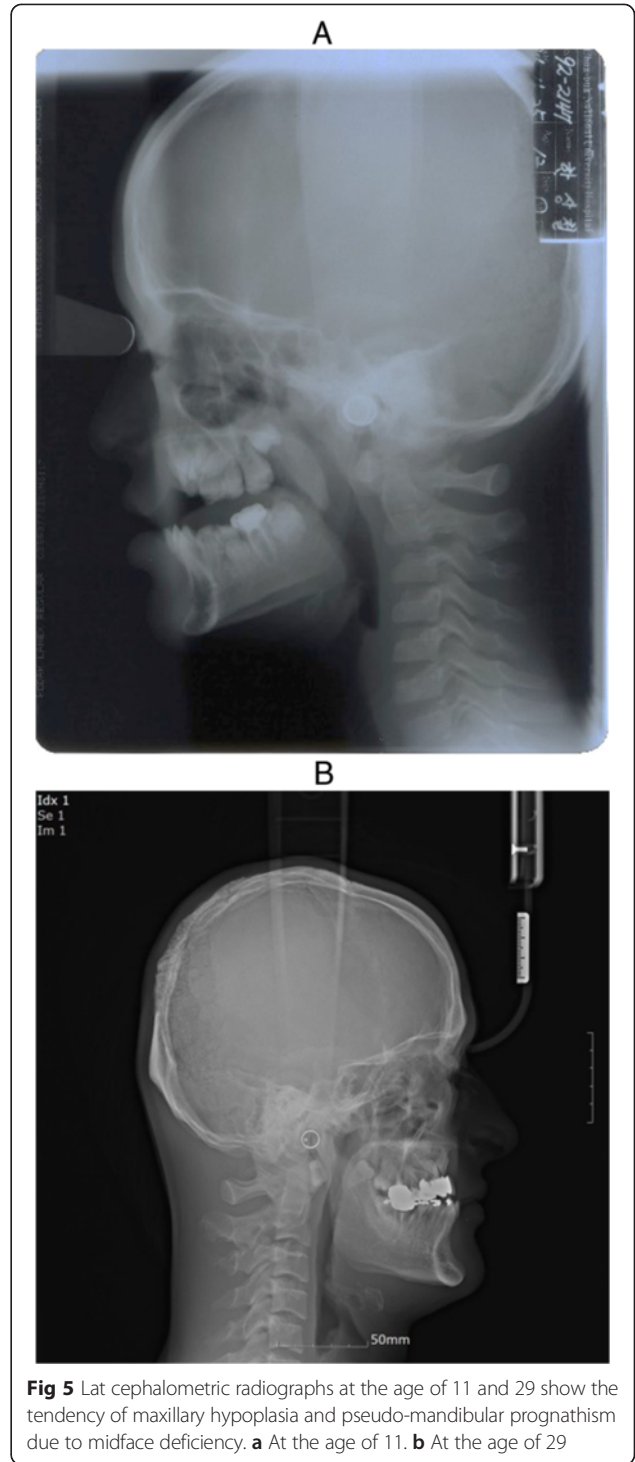 A
92-2147
B
Idx 1
Se 1
Im 1
50mm
Fig 5 Lat cephalometric radiographs at the age of 11 and 29 show the
tendency of maxillary hypoplasia and pseudo-mandibular prognathism
due to midface deficiency. a At the age of 11. b At the age of 29